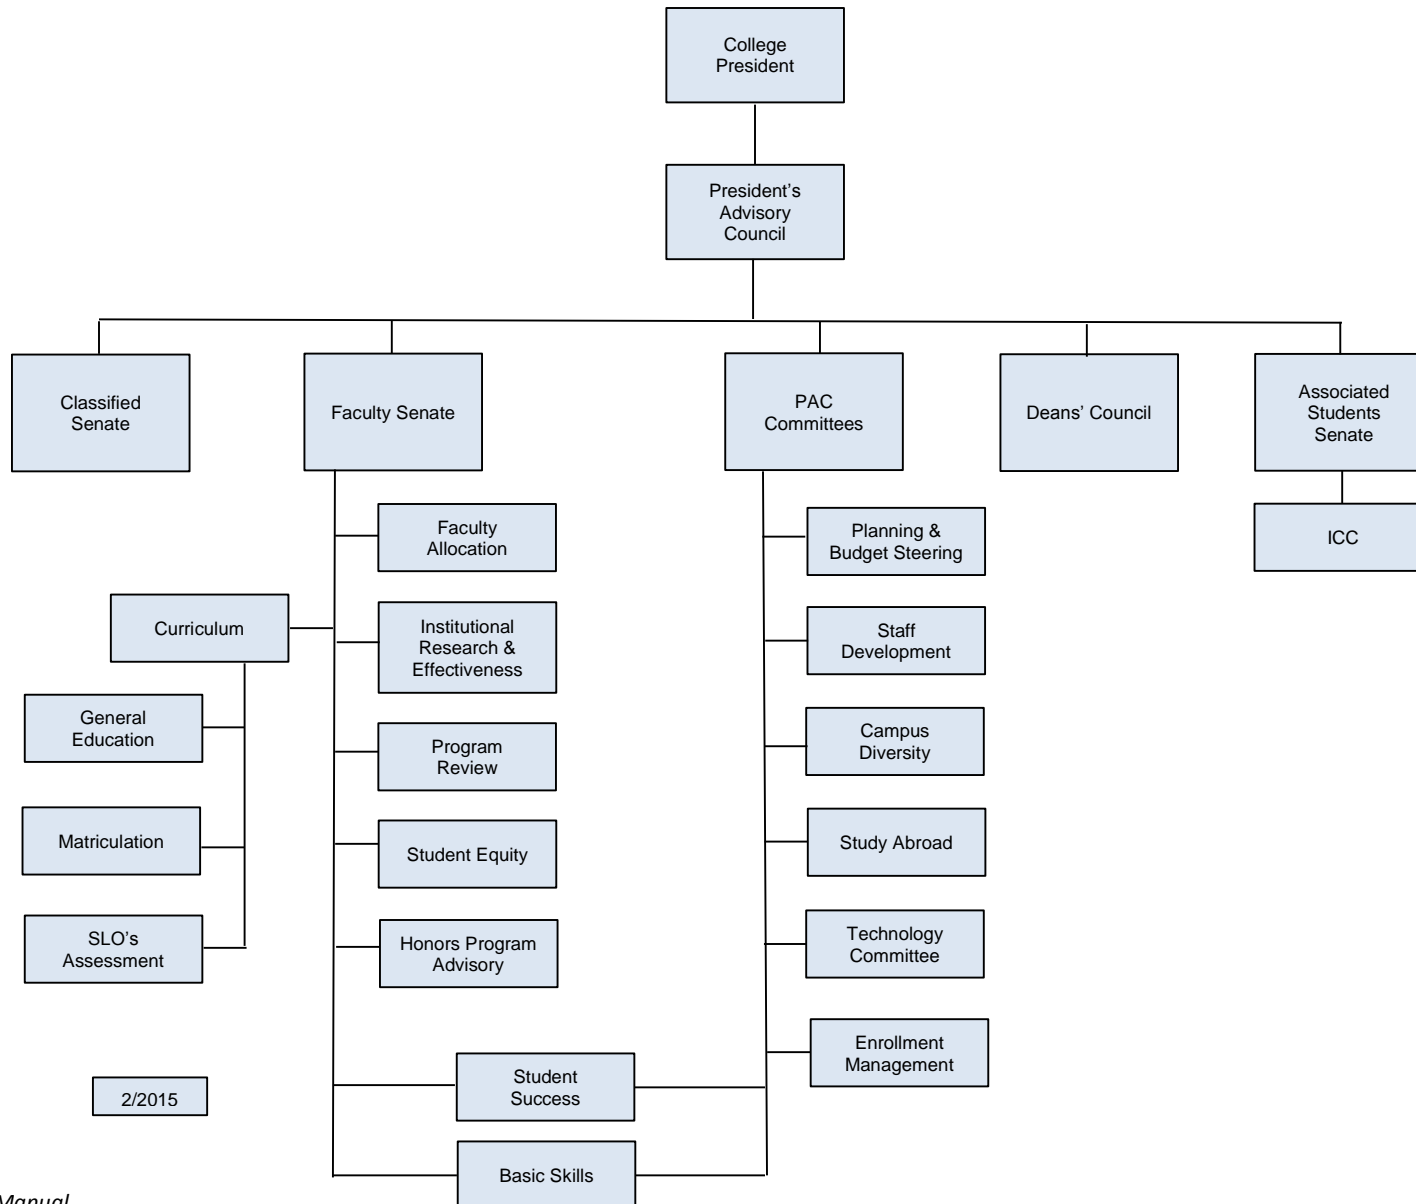 College
President
President’s
Advisory
Council
Classified
Senate
Faculty Senate
PAC
Committees
Deans’ Council
Associated
Students
Senate
Faculty
Allocation
Planning &
Budget Steering
ICC
Curriculum
Institutional
Research &
Effectiveness
Staff
Development
General
Education
Program
Review
Campus
Diversity
Matriculation
Student Equity
Study Abroad
SLO’s
Assessment
Honors Program
Advisory
Technology
Committee
Enrollment
Management
Student
Success
2/2015
Basic Skills
Manual